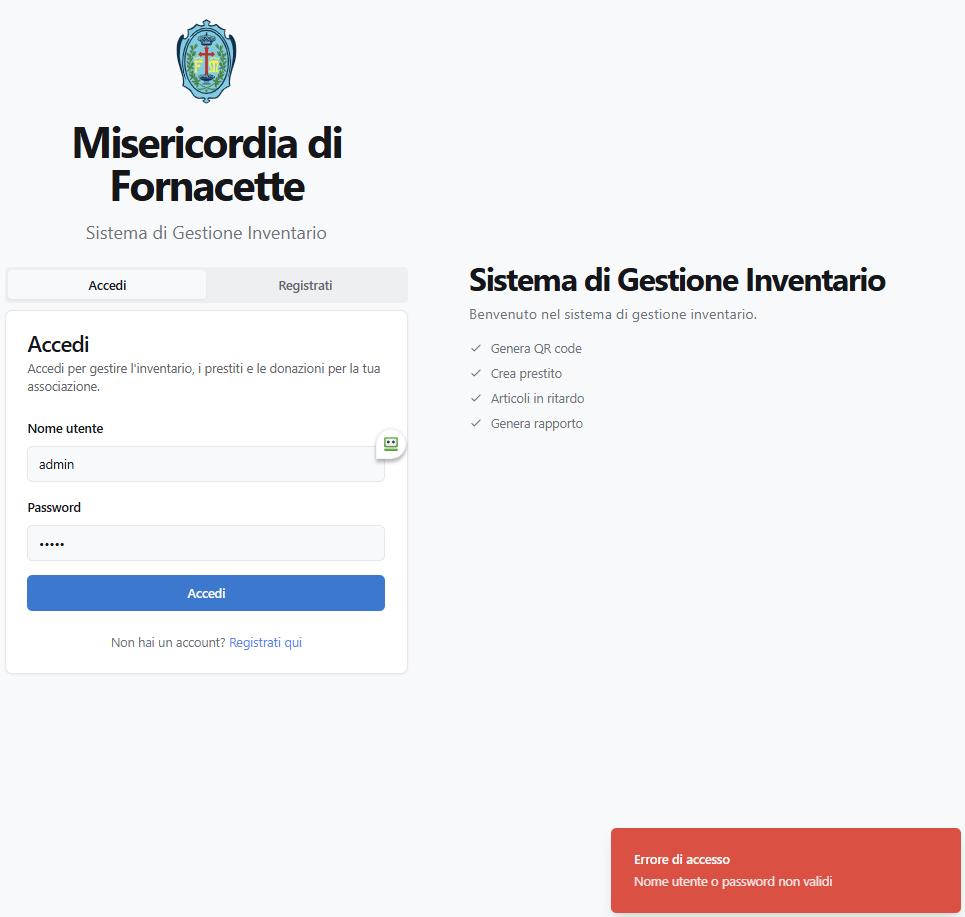 Misericordia di
Fornacette
Sistema di Gestione Inventario
Accedi
Registrati
Accedi
Accedi per gestire l'inventario, i prestiti e le donazioni per la tua
associazione.
Nome utente
admin
Password
•••••
Accedi
Non hai un account? Registrati qui
Sistema di Gestione Inventario
Benvenuto nel sistema di gestione inventario.
Genera QR code
Crea prestito
Articoli in ritardo
Genera rapporto
Errore di accesso
Nome utente o password non validi